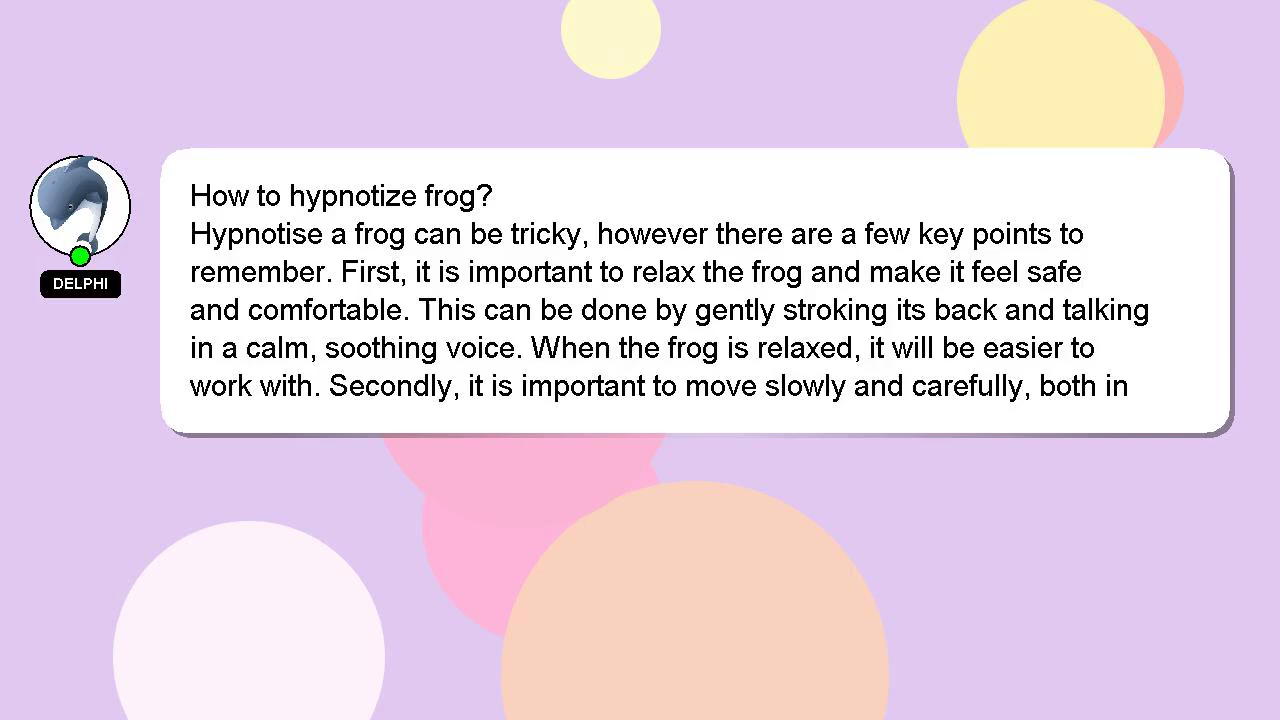 How to hypnotize frog?
Hypnotise a frog can be tricky, however there are a few key points to
remember. First, it is important to relax the frog and make it feel safe
and comfortable. This can be done by gently stroking its back and talking
in a calm, soothing voice. When the frog is relaxed, it will be easier to
work with. Secondly, it is important to move slowly and carefully, both in
DELPHI